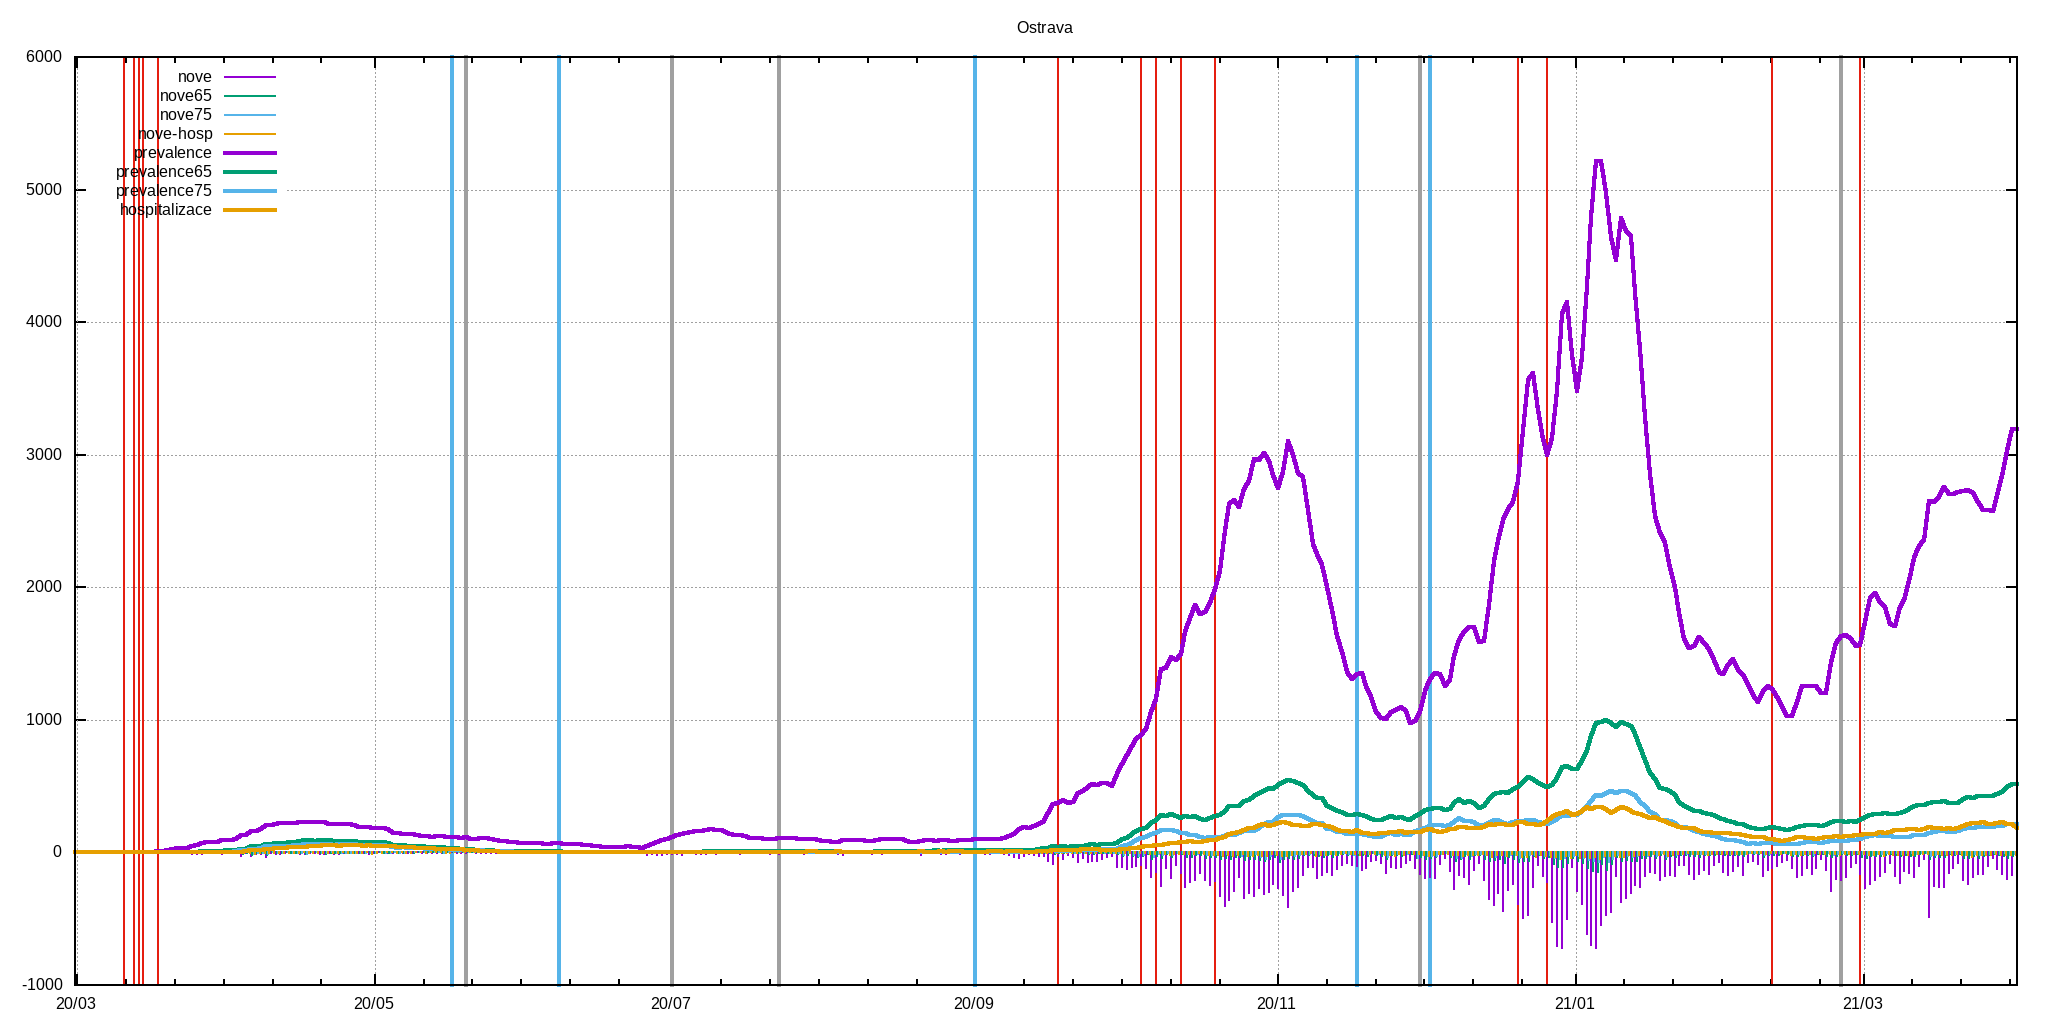 Ostrava
6000
nove
nove65
nove75
nove-hosp
prevalence
prevalence65
prevalence75
hospitalizace
5000
4000
3000
2000
1000
0
-1000
20/03 20/05 20/07 20/09 20/11 21/01 21/03